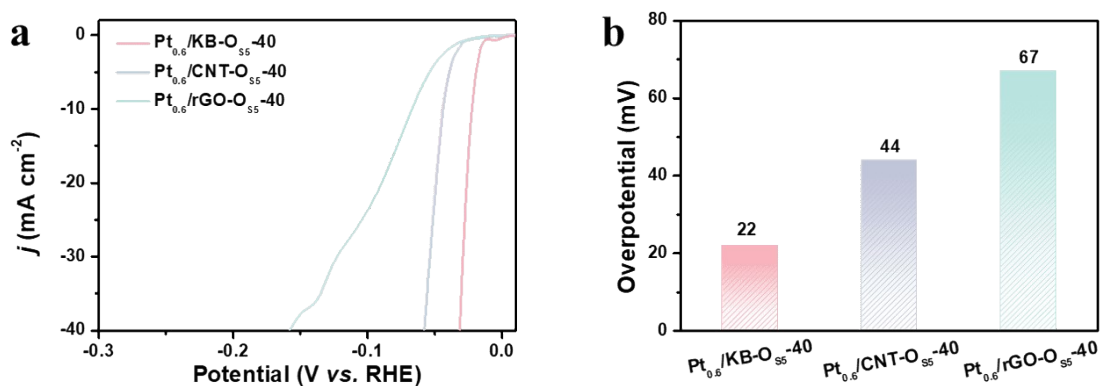 a
0
-10
-20
-30
-40
j (mA cm⁻²)
Pt₀.₆/KB-Oₛ₅-40
Pt₀.₆/CNT-Oₛ₅-40
Pt₀.₆/rGO-Oₛ₅-40
-0.3
-0.2
-0.1
0.0
Potential (V vs. RHE)
b
80
60
40
20
0
Overpotential (mV)
22
44
67
Pt₀.₆/KB-Oₛ₅-40
Pt₀.₆/CNT-Oₛ₅-40
Pt₀.₆/rGO-Oₛ₅-40